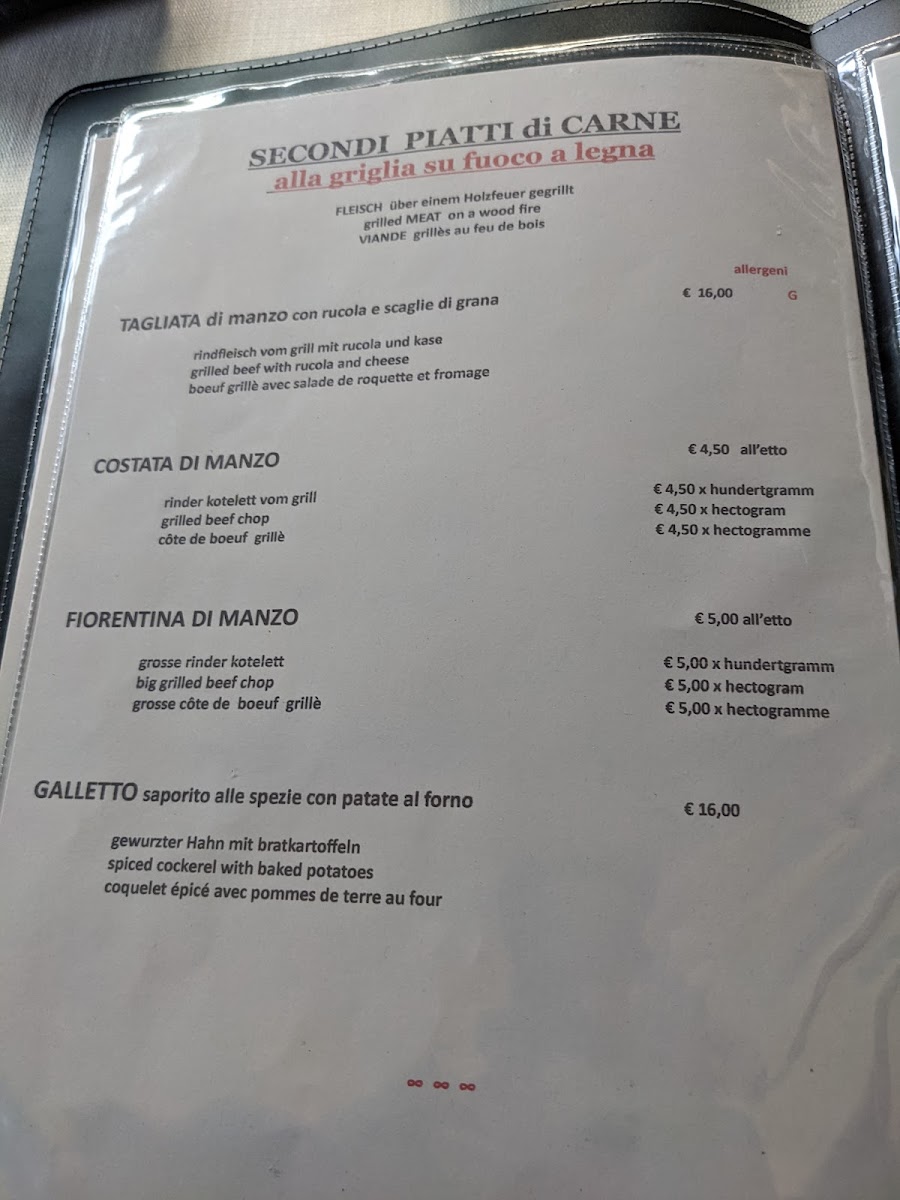 SECONDI PIATTI di CARNE
alla griglia su fuoco a legna
FLEISCH über einem Holzfeuer gegrillt
grilled MEAT on a wood fire
VIANDE grillès au feu de bois
allergeni
TAGLIATA di manzo con rucola e scaglie di grana € 16,00 G
rindfleisch vom grill mit rucola und kase
grilled beef with rucola and cheese
boeuf grillè avec salade de roquette et fromage
COSTATA DI MANZO € 4,50 all'etto
rinder kotelett vom grill € 4,50 x hundertgramm
grilled beef chop € 4,50 x hectogram
côte de boeuf grillè € 4,50 x hectogramme
FIORENTINA DI MANZO € 5,00 all'etto
grosse rinder kotelett € 5,00 x hundertgramm
big grilled beef chop € 5,00 x hectogram
grosse côte de boeuf grillè € 5,00 x hectogramme
GALLETTO saporito alle spezie con patate al forno € 16,00
gewurzter Hahn mit bratkartoffeln
spiced cockerel with baked potatoes
coquelet épicé avec pommes de terre au four
∞ ∞ ∞